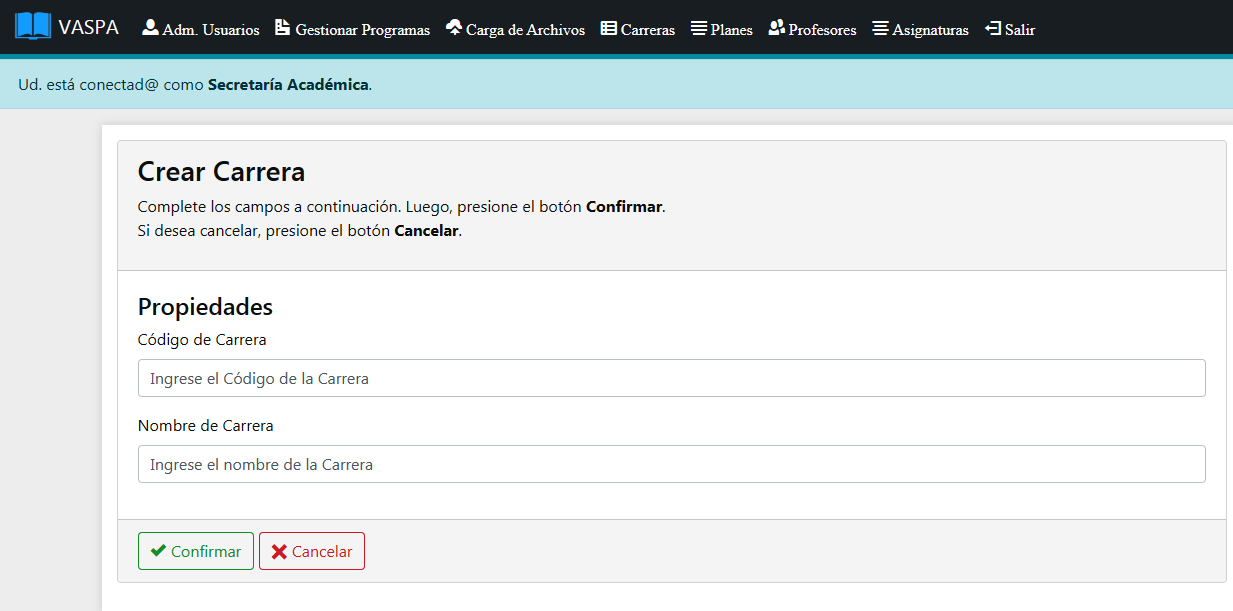 VASPA Adm. Usuarios Gestionar Programas Carga de Archivos Carreras Planes Profesores Asignaturas Salir
Ud. está conectad@ como Secretaría Académica.
Crear Carrera
Complete los campos a continuación. Luego, presione el botón Confirmar.
Si desea cancelar, presione el botón Cancelar.
Propiedades
Código de Carrera
Ingrese el Código de la Carrera
Nombre de Carrera
Ingrese el nombre de la Carrera
Confirmar Cancelar